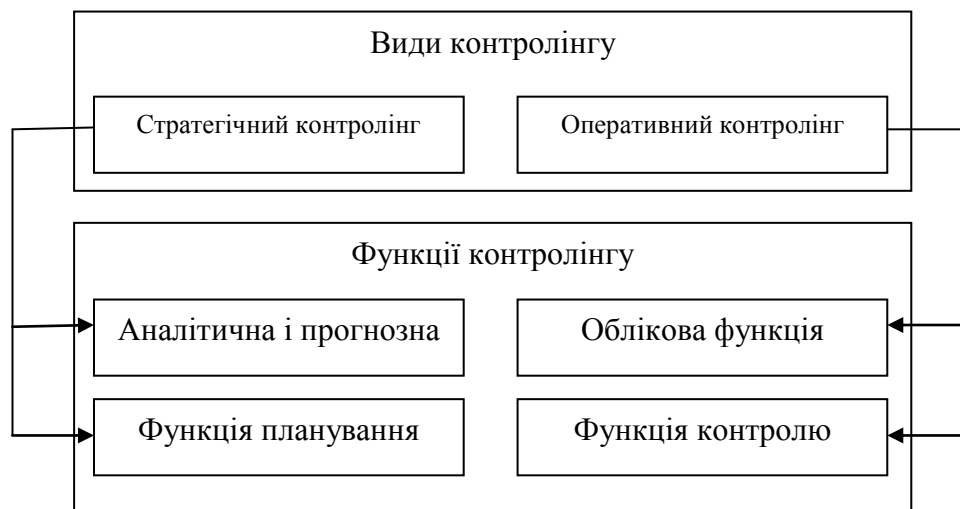 Види контролінгу
Стратегічний контролінг
Оперативний контролінг
Функції контролінгу
Аналітична і прогнозна
Облікова функція
Функція планування
Функція контролю